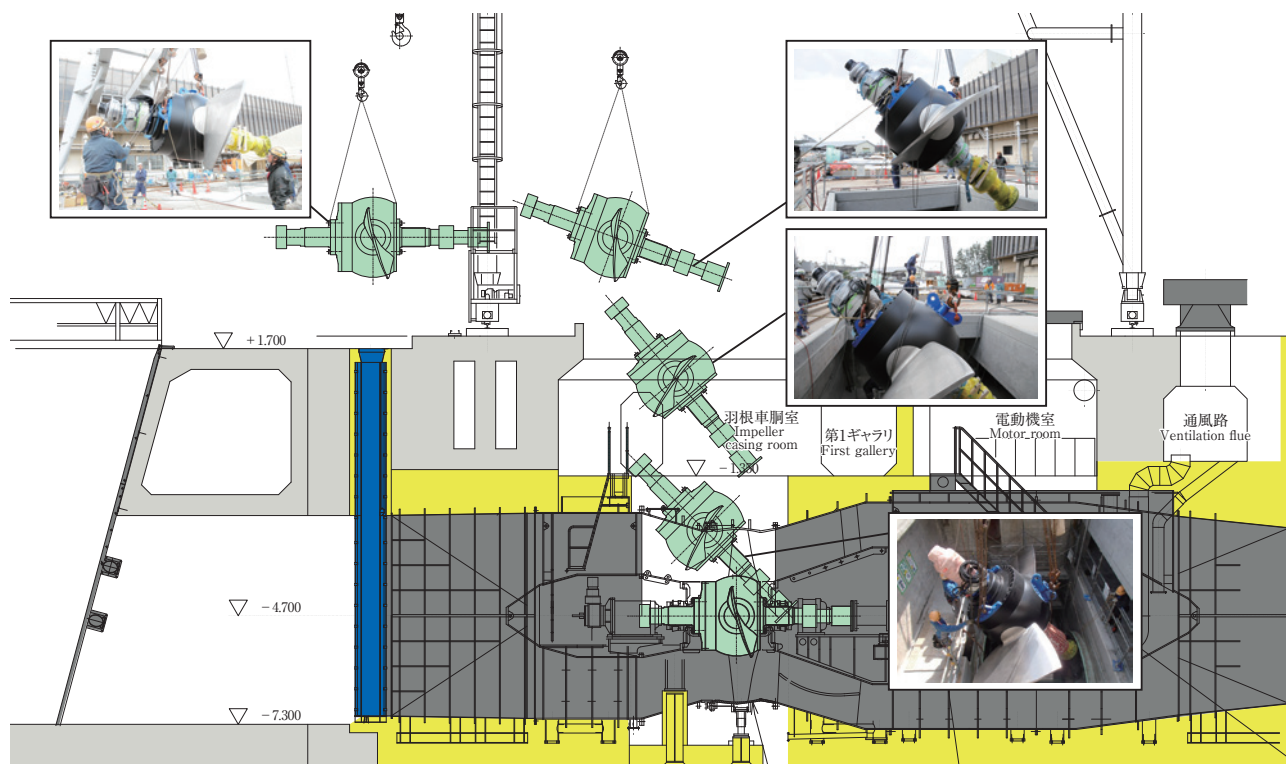 +1.700
羽根車胴室
Impeller
casing room
第1ギャラリ
First gallery
電動機室
Motor room
通風路
Ventilation flue
−4.700
−7.300